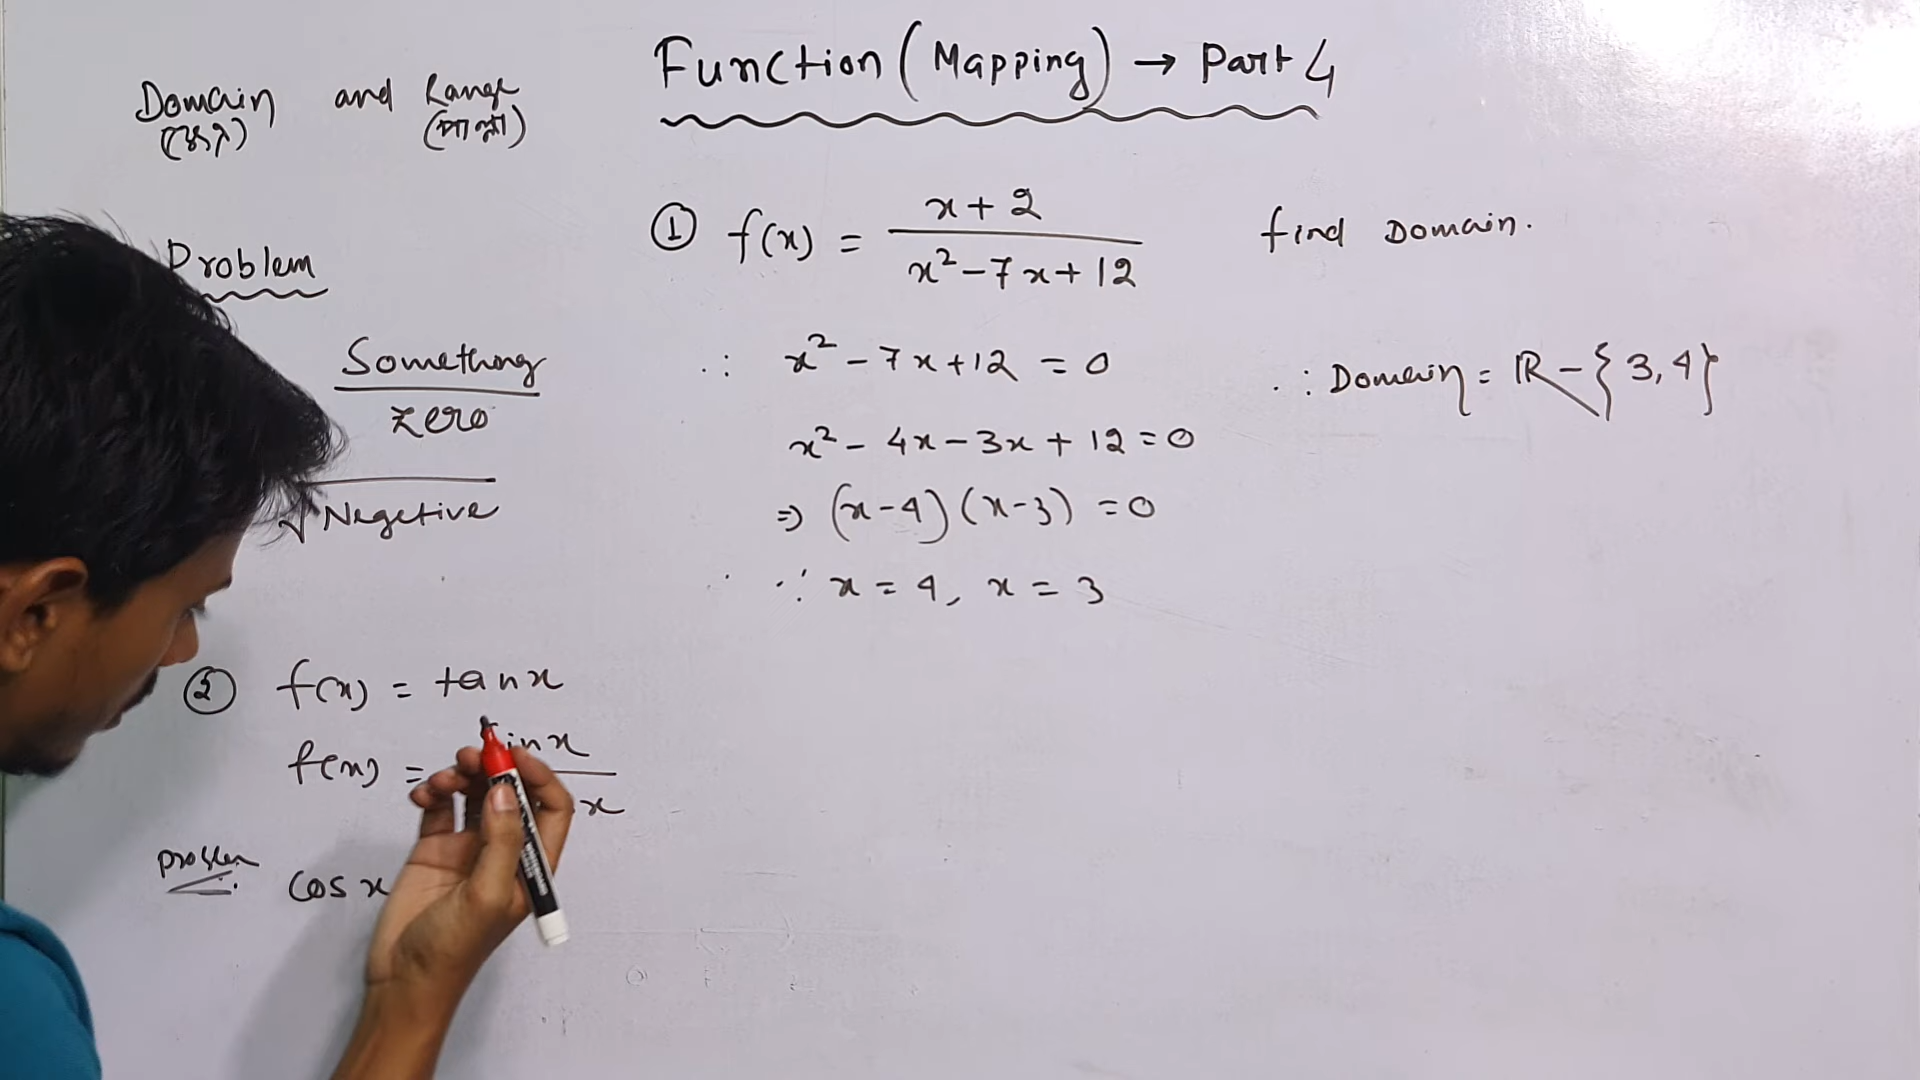 Function (Mapping) → Part 4
Domain and Range
(মাত্রা)
Problem
Something
zero
√Negetive
① f(x) = x + 2 / x² - 7x + 12 find Domain.
∴ x² - 7x + 12 = 0
x² - 4x - 3x + 12 = 0
⇒ (x - 4) (x - 3) = 0
∴ x = 4, x = 3
∴ Domain = ℝ - {3, 4}
② f(x) = tan x
f(x) = sin x / x
problem cos x